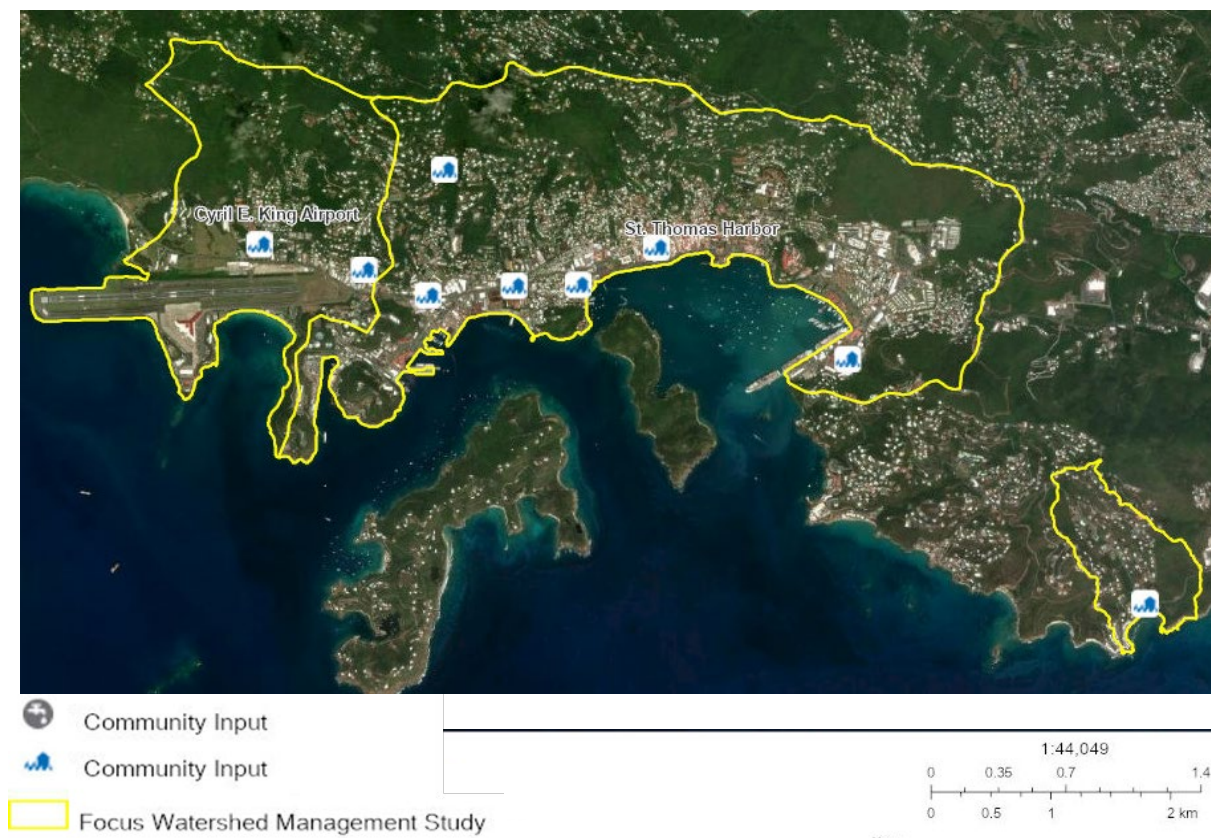 Cyril E. King Airport
St. Thomas Harbor
Community Input
Community Input
Focus Watershed Management Study
1:44,049
0 0.35 0.7 1.4
0 0.5 1 2 km